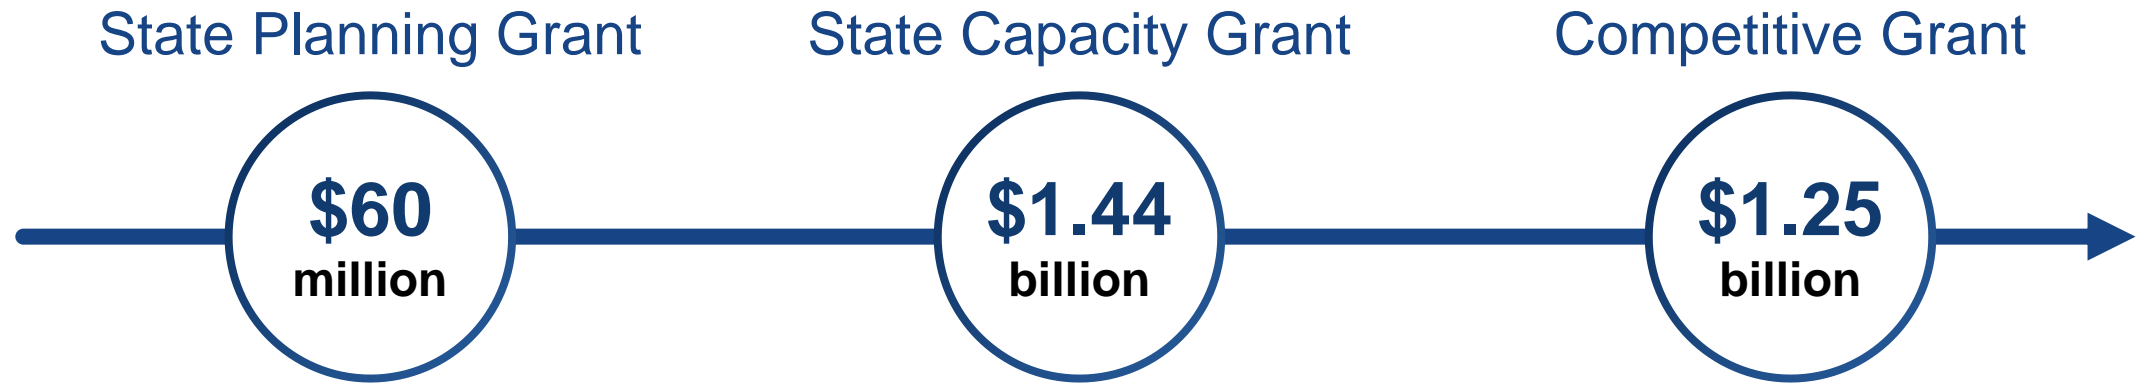 State Planning Grant
State Capacity Grant
Competitive Grant
$60
million
$1.44
billion
$1.25
billion